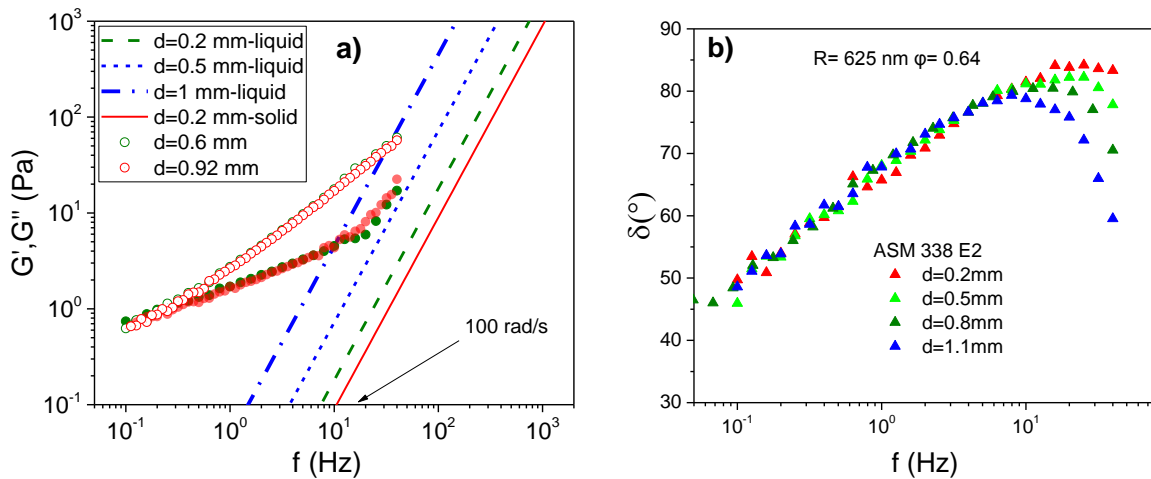 a)
10³
10²
10¹
10⁰
10⁻¹
G',G'' (Pa)
d=0.2 mm-liquid
d=0.5 mm-liquid
d=1 mm-liquid
d=0.2 mm-solid
d=0.6 mm
d=0.92 mm
100 rad/s
10⁻¹ 10⁰ 10¹ 10² 10³
f (Hz)
b)
90
80
70
60
50
40
30
δ(°)
R= 625 nm φ= 0.64
ASM 338 E2
d=0.2mm
d=0.5mm
d=0.8mm
d=1.1mm
10⁻¹ 10⁰ 10¹
f (Hz)